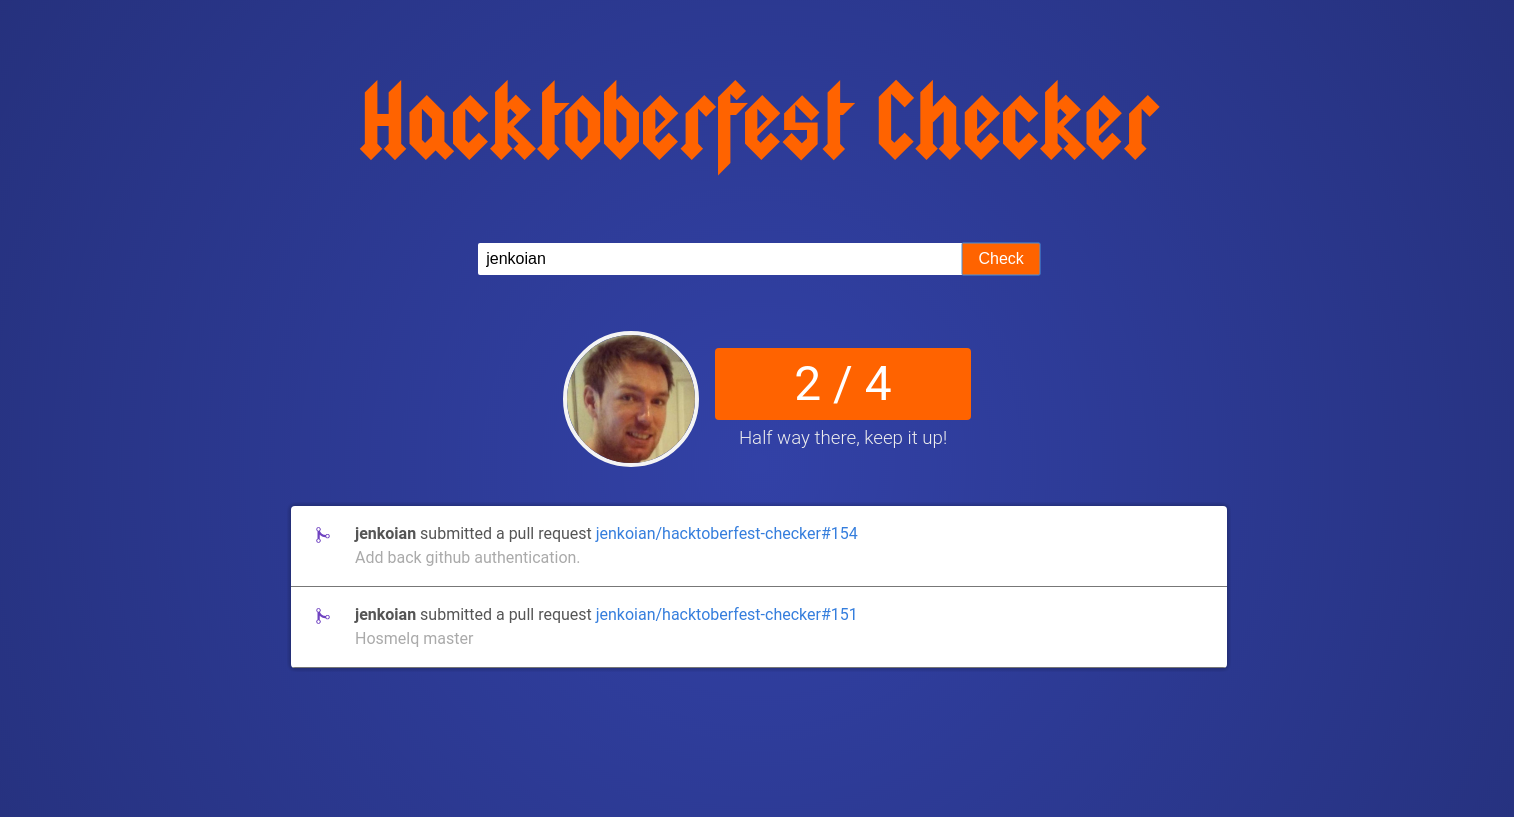 Hacktoberfest Checker
jenkoian Check
2 / 4
Half way there, keep it up!
jenkoian submitted a pull request jenkoian/hacktoberfest-checker#154
Add back github authentication.
jenkoian submitted a pull request jenkoian/hacktoberfest-checker#151
Hosmelq master